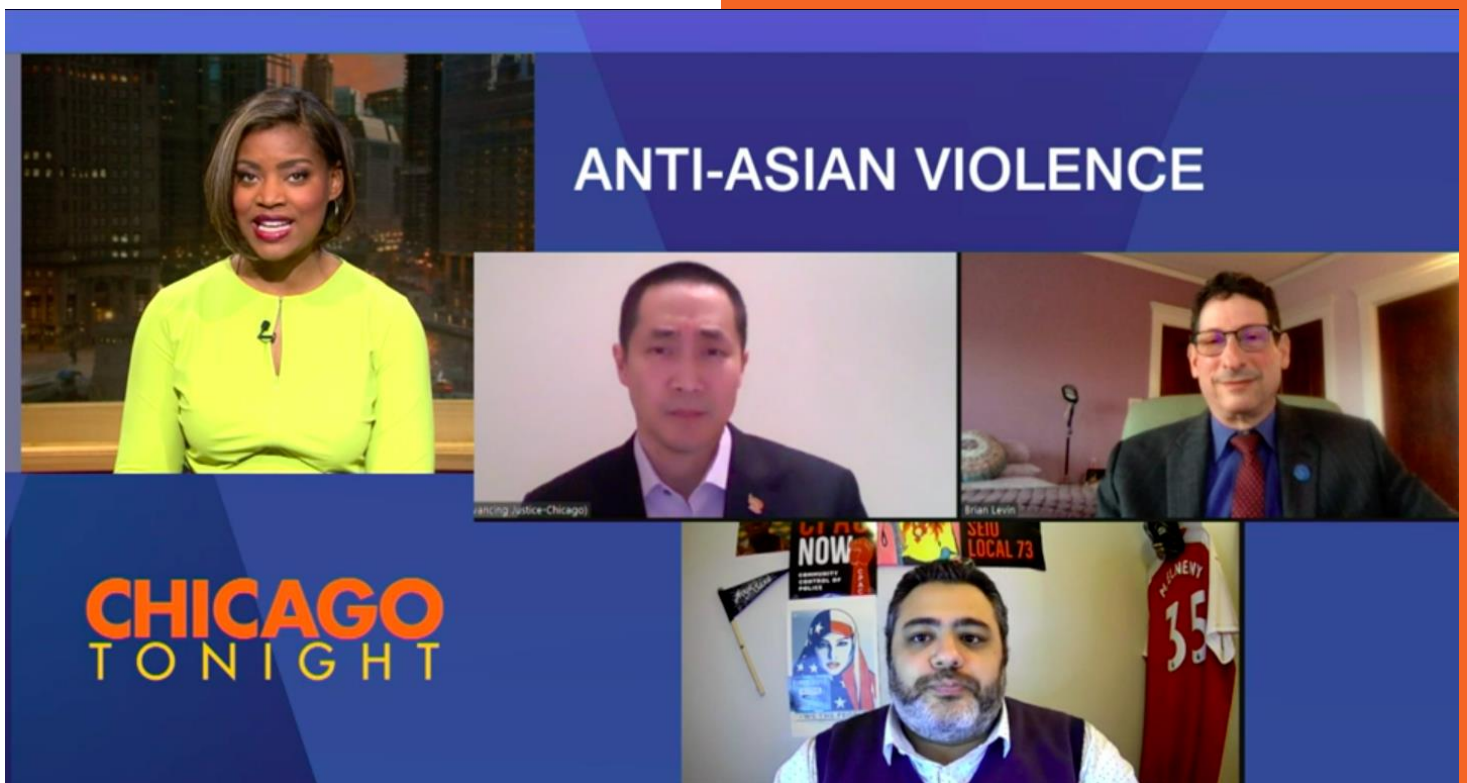 ANTI-ASIAN VIOLENCE
vancing Justice-Chicago)
Brian Levin
NOW
COMMUNITY
CONTROL OF
POLICE
SEIU
LOCAL 73
35
CHICAGO
TONIGHT